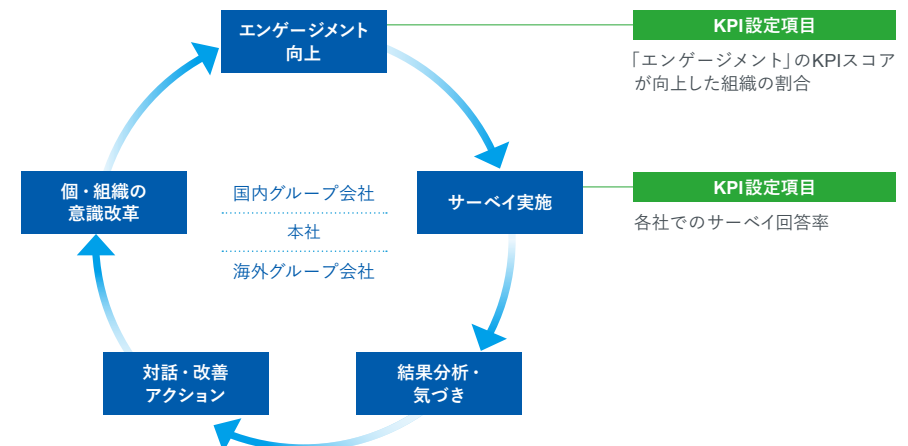 エンゲージメント
向上
KPI設定項目
「エンゲージメント」のKPIスコア
が向上した組織の割合
個・組織の
意識改革
国内グループ会社
本社
海外グループ会社
サーベイ実施
KPI設定項目
各社でのサーベイ回答率
対話・改善
アクション
結果分析・
気づき